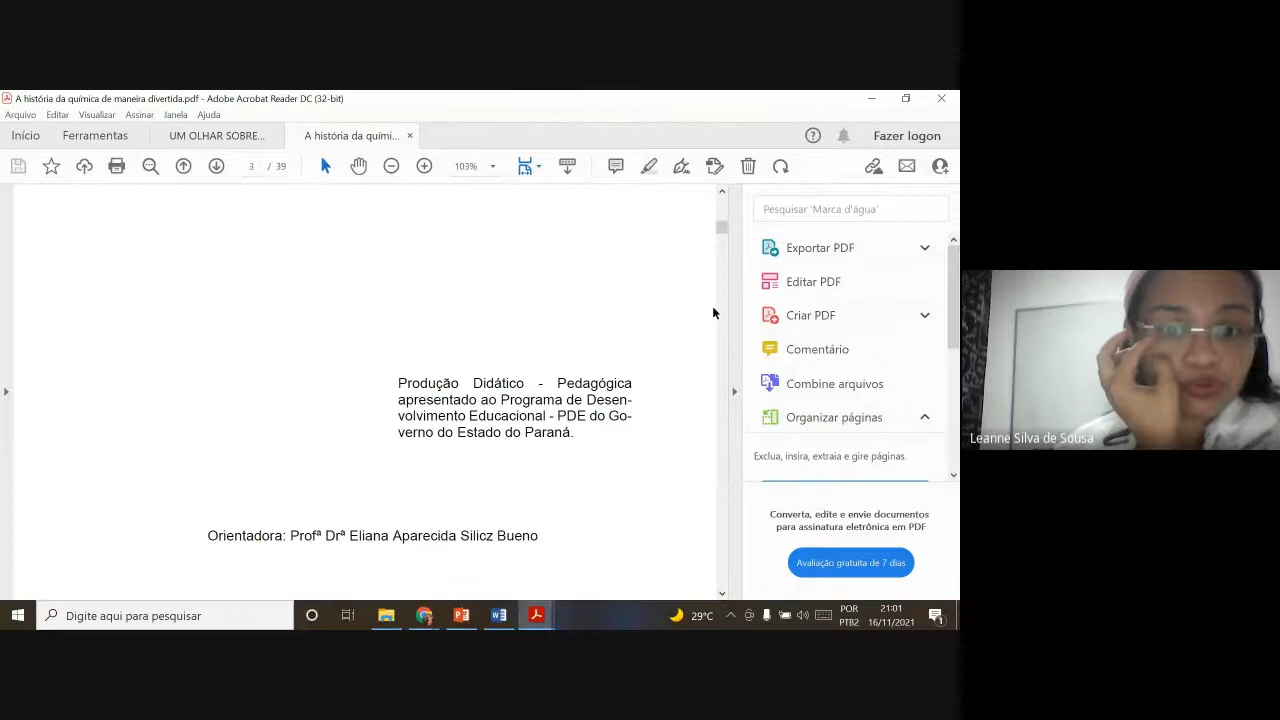 A história da química de maneira divertida.pdf - Adobe Acrobat Reader DC (32-bit)
Arquivo Editar Visualizar Assinar Janela Ajuda
Início Ferramentas UM OLHAR SOBRE... A história da quími... × Fazer logon
3 / 39 103%
Pesquisar 'Marca d'água'
Exportar PDF
Editar PDF
Criar PDF
Comentário
Combine arquivos
Organizar páginas
Exclua, insira, extraia e gire páginas.
Converta, edite e envie documentos
para assinatura eletrônica em PDF
Avaliação gratuita de 7 dias
Produção Didático - Pedagógica
apresentado ao Programa de Desen-
volvimento Educacional - PDE do Go-
verno do Estado do Paraná.
Orientadora: Profª Drª Eliana Aparecida Silicz Bueno
Leanne Silva de Sousa
Digite aqui para pesquisar
29°C
POR
PTB2
21:01
16/11/2021
1